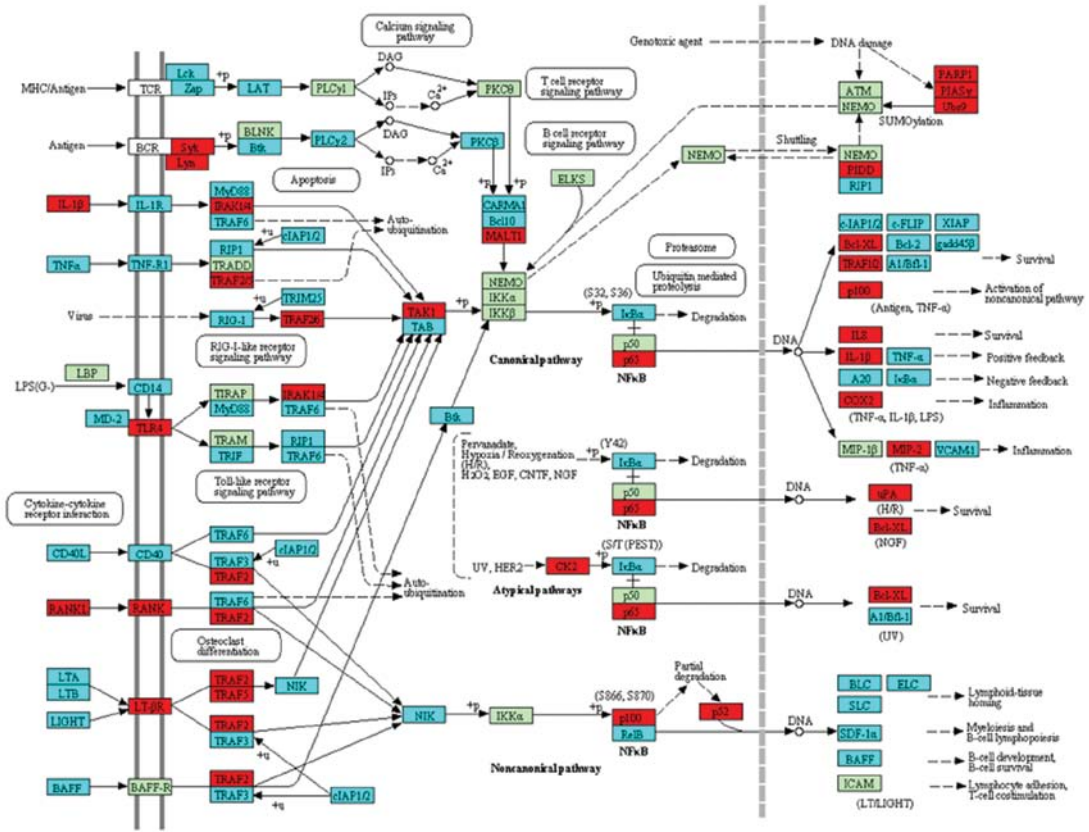 Calcium signaling
pathway
MHC/Antigen
TCR
Lck
Zap
+p
LAT
PLCγ1
DAG
IP3
Ca2+
PKCθ
T cell receptor
signaling pathway
Antigen
BCR
Syk
Lyn
+p
BLNK
Btk
PLCγ2
DAG
IP3
Ca2+
PKCβ
B cell receptor
signaling pathway
Genotoxic agent
DNA damage
ATM
NEMO
PARP1
PIASy
Ubc9
SUMOylation
Shuttling
NEMO
NEMO
PIDD
RIP1
Apoptosis
+p
+p
CARMA1
Bcl10
MALT1
ELKS
IL-1β
IL-1R
MyD88
IRAK1/4
TRAF6
Auto-
ubiquitination
TNFα
TNF-R1
RIP1
TRADD
TRAF2/5
+u
cIAP1/2
Virus
RIG-I
+u
TRIM25
TRAF2/6
RIG-I-like receptor
signaling pathway
TAK1
TAB
+p
NEMO
IKKα
IKKβ
Proteasome
Ubiquitin mediated
proteolysis
(S32, S36)
+p
IκBα
Degradation
p50
p65
NFκB
Canonical pathway
DNA
c-IAP1/2
c-FLIP
XIAP
Bcl-XL
Bcl-2
gadd45β
TRAF1/2
A1/Bfl-1
Survival
p100
Activation of
noncanonical pathway
(Antigen, TNF-α)
IL8
Survival
IL-1β
TNF-α
Positive feedback
A20
IκBα
Negative feedback
COX2
Inflammation
(TNF-α, IL-1β, LPS)
MIP-1β
MIP-2
VCAM1
Inflammation
(TNF-α)
LBP
LPS(G-)
CD14
MD-2
TLR4
TIRAP
MyD88
IRAK1/4
TRAF6
TRAM
TRIF
RIP1
TRAF6
Toll-like receptor
signaling pathway
Btk
Pervanadate,
Hypoxia / Reoxygenation
(H/R),
H2O2, EGF, CNTF, NGF
(Y42)
+p
IκBα
Degradation
p50
p65
NFκB
DNA
uPA
(H/R)
Bcl-XL
(NGF)
Survival
Cytokine-cytokine
receptor interaction
CD40L
CD40
TRAF6
TRAF3
TRAF2
cIAP1/2
+u
Auto-
ubiquitination
UV, HER2
CK2
(S/T (PEST))
+p
IκBα
Degradation
Atypical pathways
p50
p65
NFκB
DNA
Bcl-XL
A1/Bfl-1
(UV)
Survival
RANKL
RANK
TRAF6
TRAF2
Osteoclast
differentiation
LTA
LTB
LIGHT
LT-βR
TRAF2
TRAF5
NIK
TRAF2
TRAF3
+u
NIK
+p
IKKα
+p
(S866, S870)
p100
RelB
NFκB
Partial
degradation
p52
Noncanonical pathway
DNA
BLC
ELC
SLC
Lymphoid-tissue
homing
SDF-1α
Myeloiesis and
B-cell lymphopoiesis
BAFF
B-cell development,
B-cell survival
ICAM
Lymphocyte adhesion,
T-cell costimulation
(LT/LIGHT)
BAFF
BAFF-R
TRAF2
TRAF3
+u
cIAP1/2